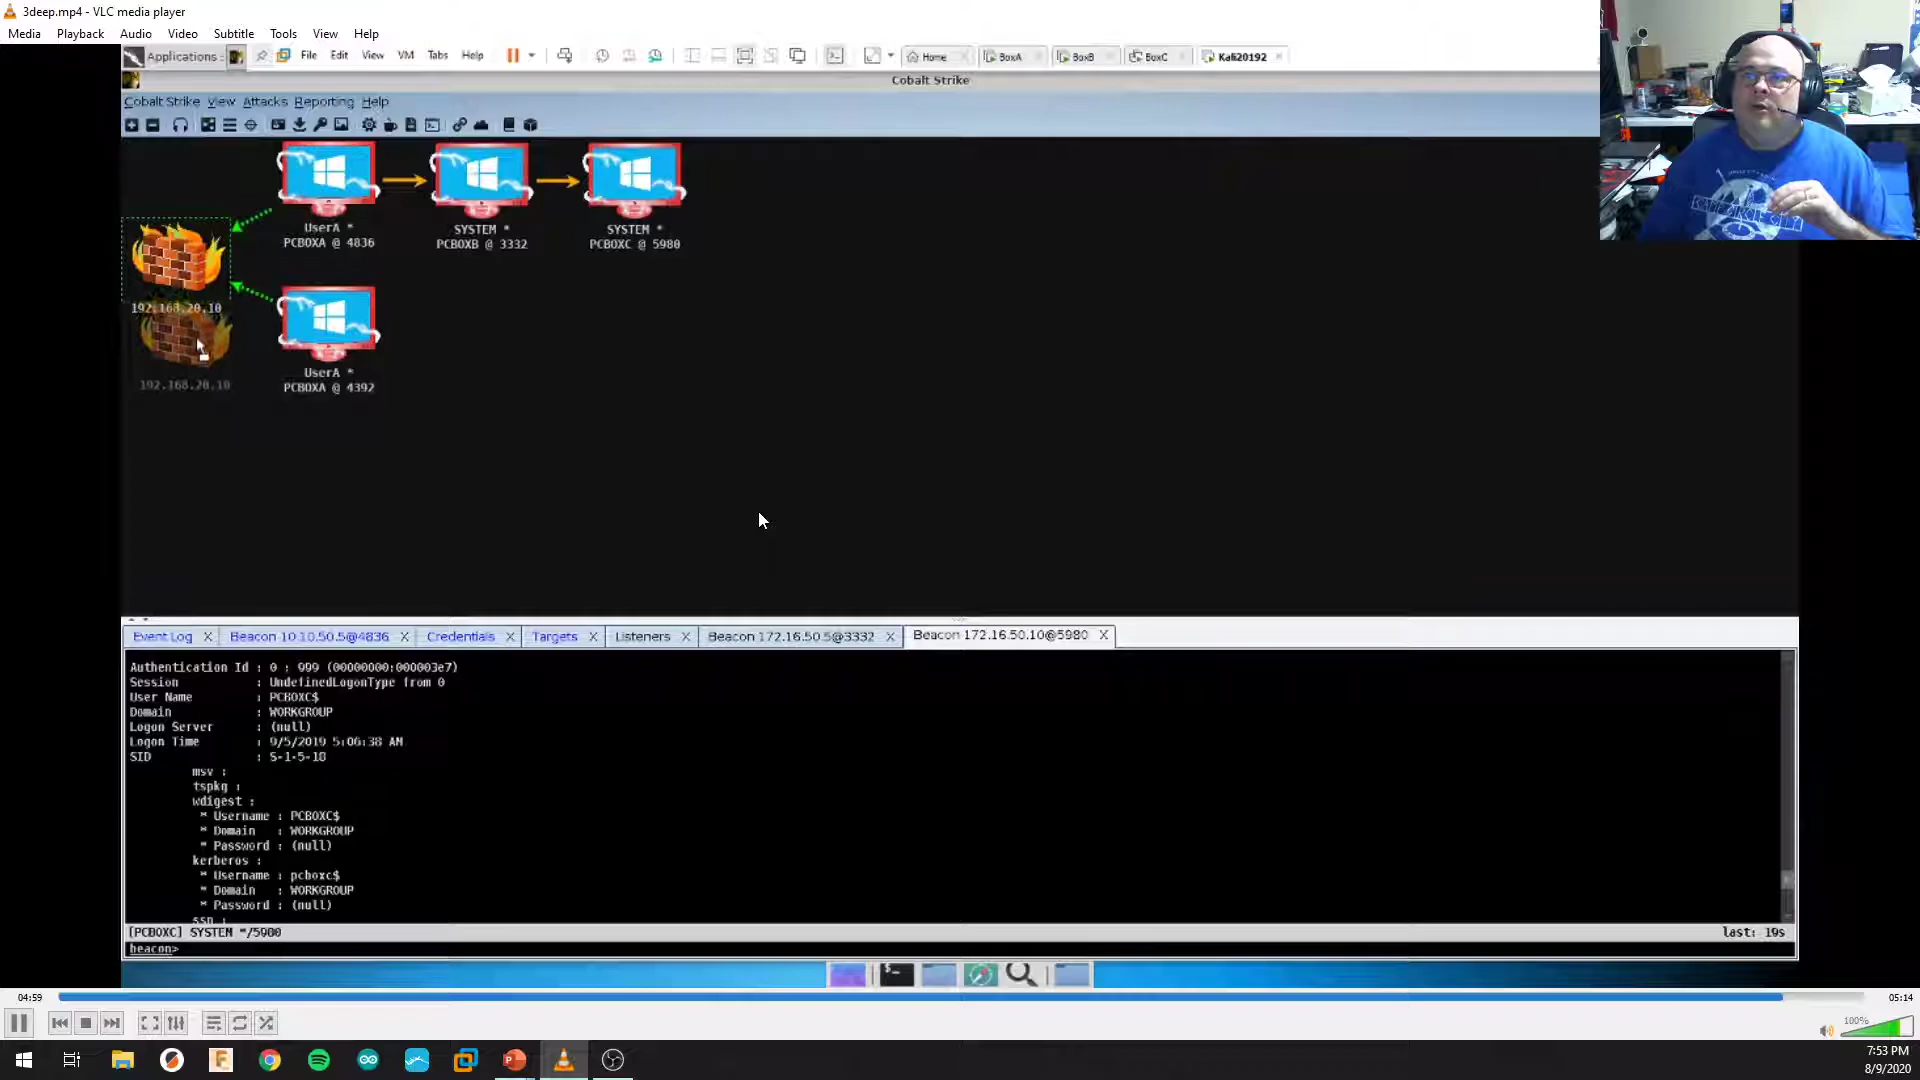 3deep.mp4 - VLC media player
Media Playback Audio Video Subtitle Tools View Help
Applications : File Edit View VM Tabs Help Home BoxA BoxB BoxC Kali20192
Cobalt Strike
Cobalt Strike View Attacks Reporting Help
UserA *
PCBOXA @ 4836
SYSTEM *
PCBOXB @ 3332
SYSTEM *
PCBOXC @ 5980
192.168.20.10
192.168.20.10
UserA *
PCBOXA @ 4392
Event Log X Beacon 10.10.50.5@4836 X Credentials X Targets X Listeners X Beacon 172.16.50.5@3332 X Beacon 172.16.50.10@5980 X
Authentication Id : 0 ; 999 (00000000:000003e7)
Session : UndefinedLogonType from 0
User Name : PCBOXC$
Domain : WORKGROUP
Logon Server : (null)
Logon Time : 9/5/2019 5:06:38 AM
SID : S-1-5-18
msv :
tspkg :
wdigest :
* Username : PCBOXC$
* Domain : WORKGROUP
* Password : (null)
kerberos :
* Username : pcboxc$
* Domain : WORKGROUP
* Password : (null)
ssp :
[PCBOXC] SYSTEM */5980 last: 19s
beacon>
04:59 05:14
100%
7:53 PM
8/9/2020